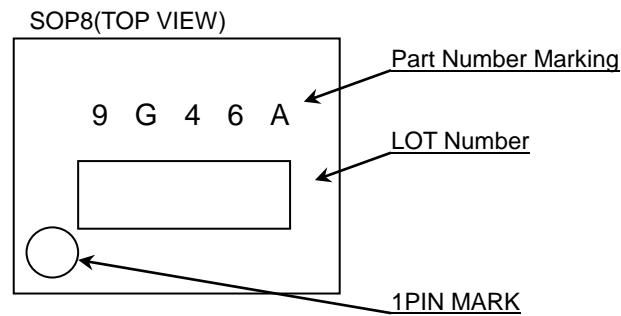 SOP8(TOP VIEW)
Part Number Marking
9 G 4 6 A
LOT Number
1PIN MARK